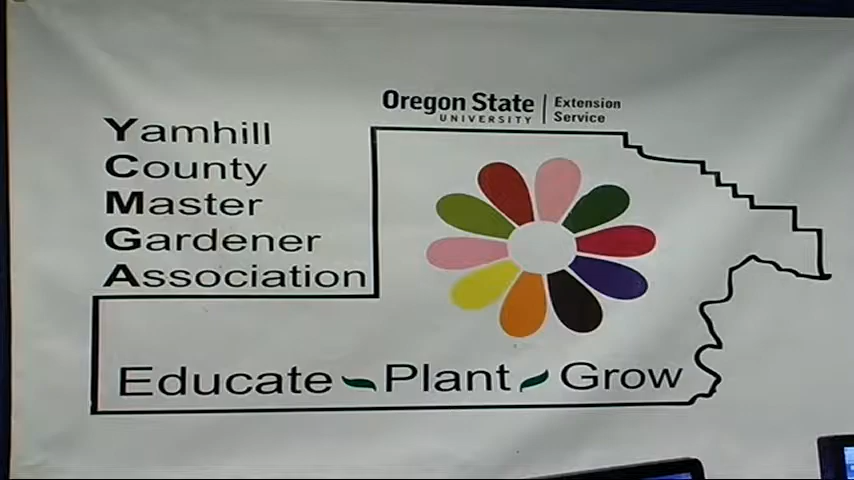 Oregon State | Extension
UNIVERSITY | Service
Yamhill
County
Master
Gardener
Association
Educate ~ Plant ~ Grow